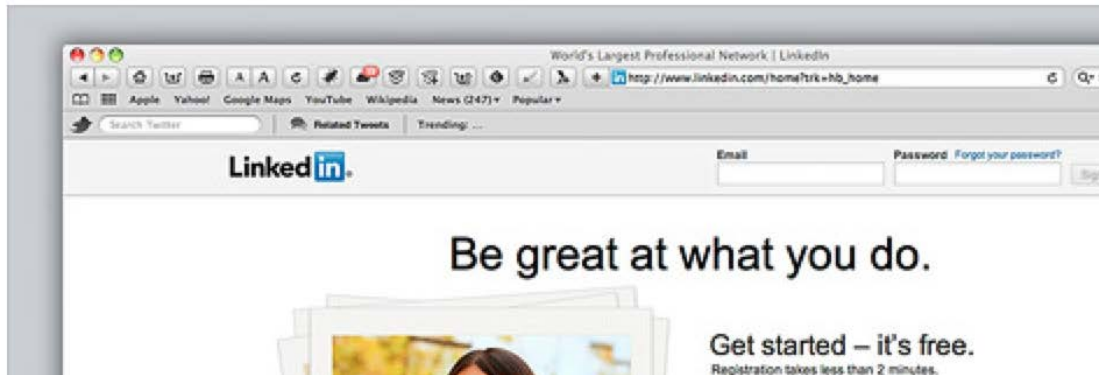 World's Largest Professional Network | LinkedIn
http://www.linkedin.com/home?trk=hb_home
Apple Yahoo! Google Maps YouTube Wikipedia News (247) Popular
Search Twitter Related Tweets Trending: ...
Linked in®
Email Password Forgot your password?
Be great at what you do.
Get started – it's free.
Registration takes less than 2 minutes.